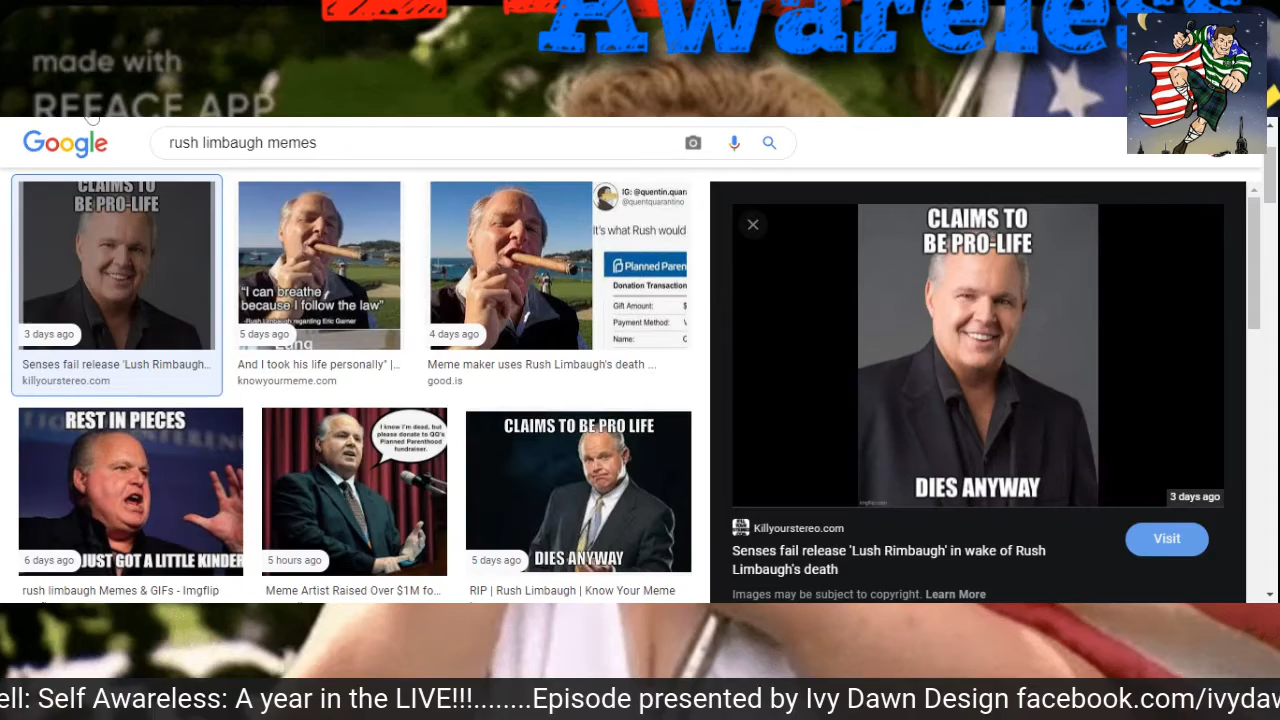 Awareless
made with
REFACE APP
Google
rush limbaugh memes
CLAIMS TO
BE PRO-LIFE
3 days ago
Senses fail release 'Lush Rimbaugh...
killyourstereo.com
"I can breathe
because I follow the law"
-Rush Limbaugh regarding Eric Garner
5 days ago
And I took his life personally" |...
knowyourmeme.com
IG: @quentin.quar
@quentquarantino
It's what Rush would
Planned Paren
Donation Transaction
Gift Amount: $
Payment Method:
Name:
4 days ago
Meme maker uses Rush Limbaugh's death ...
good.is
REST IN PIECES
6 days ago
JUST GOT A LITTLE KINDER
rush limbaugh Memes & GIFs - Imgflip
I know I'm dead, but
please donate to QQ's
Planned Parenthood
fundraiser.
5 hours ago
Meme Artist Raised Over $1M fo...
CLAIMS TO BE PRO LIFE
5 days ago
DIES ANYWAY
RIP | Rush Limbaugh | Know Your Meme
CLAIMS TO
BE PRO-LIFE
DIES ANYWAY
imgflip.com
3 days ago
Killyourstereo.com
Visit
Senses fail release 'Lush Rimbaugh' in wake of Rush
Limbaugh's death
Images may be subject to copyright. Learn More
ell: Self Awareless: A year in the LIVE!!!........Episode presented by Ivy Dawn Design facebook.com/ivydaw